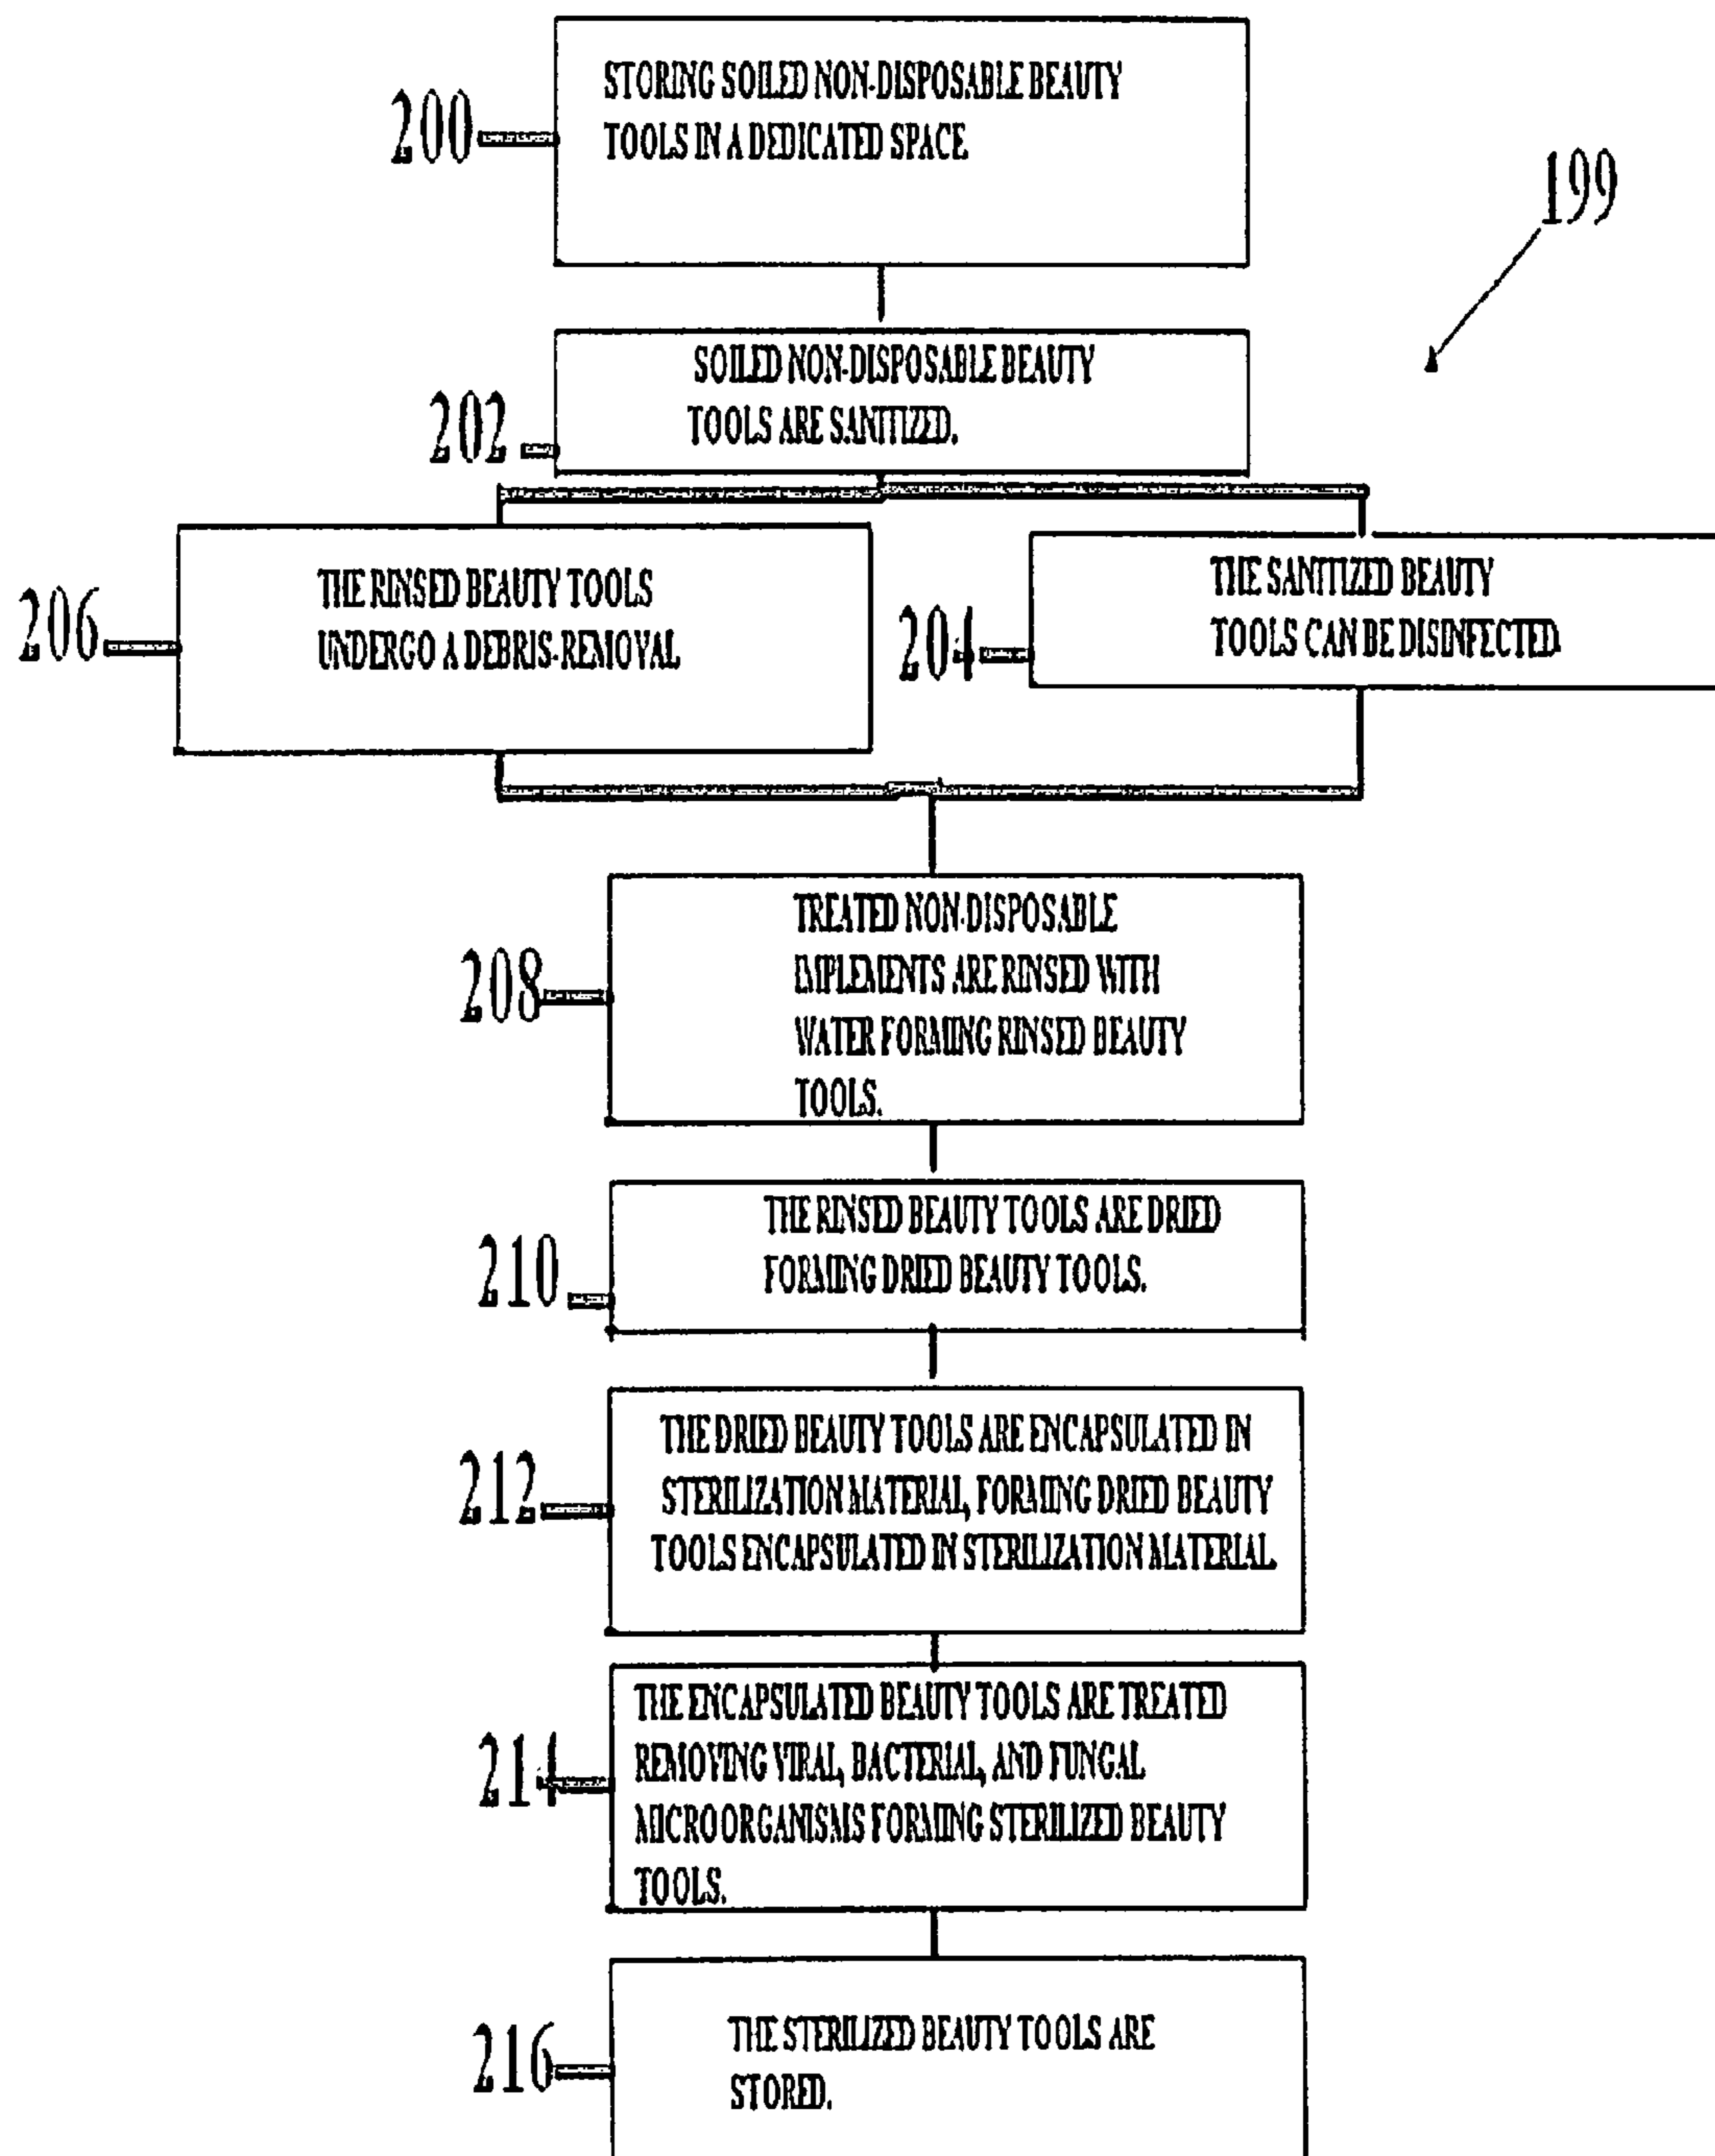 200
STORING SOILED NON-DISPOSABLE BEAUTY
TOOLS IN A DEDICATED SPACE
199
202
SOILED NON-DISPOSABLE BEAUTY
TOOLS ARE SANITIZED.
206
THE RINSED BEAUTY TOOLS
UNDERGO A DEBRIS-REMOVAL
204
THE SANITIZED BEAUTY
TOOLS CAN BE DISINFECTED.
208
TREATED NON-DISPOSABLE
IMPLEMENTS ARE RINSED WITH
WATER FORMING RINSED BEAUTY
TOOLS.
210
THE RINSED BEAUTY TOOLS ARE DRIED
FORMING DRIED BEAUTY TOOLS.
212
THE DRIED BEAUTY TOOLS ARE ENCAPSULATED IN
STERILIZATION MATERIAL, FORMING DRIED BEAUTY
TOOLS ENCAPSULATED IN STERILIZATION MATERIAL.
214
THE ENCAPSULATED BEAUTY TOOLS ARE TREATED
REMOVING VIRAL, BACTERIAL, AND FUNGAL
MICROORGANISMS FORMING STERILIZED BEAUTY
TOOLS.
216
THE STERILIZED BEAUTY TOOLS ARE
STORED.